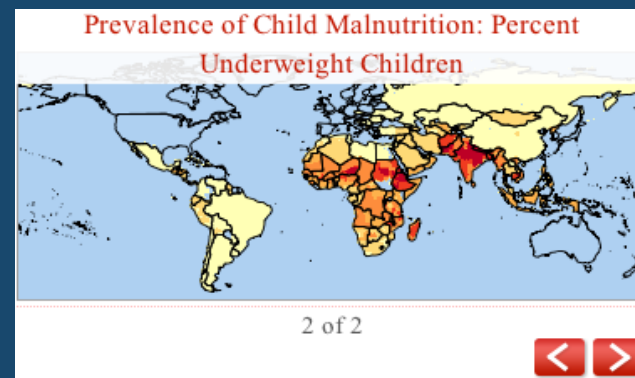 Prevalence of Child Malnutrition: Percent
Underweight Children
2 of 2